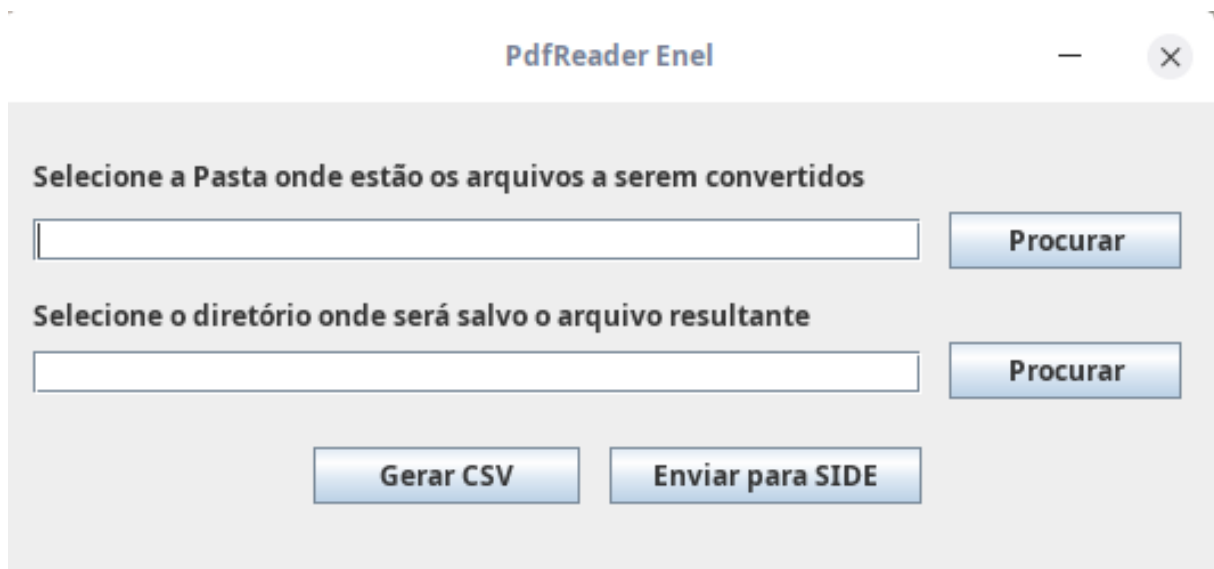 PdfReader Enel
Selecione a Pasta onde estão os arquivos a serem convertidos
Procurar
Selecione o diretório onde será salvo o arquivo resultante
Procurar
Gerar CSV
Enviar para SIDE